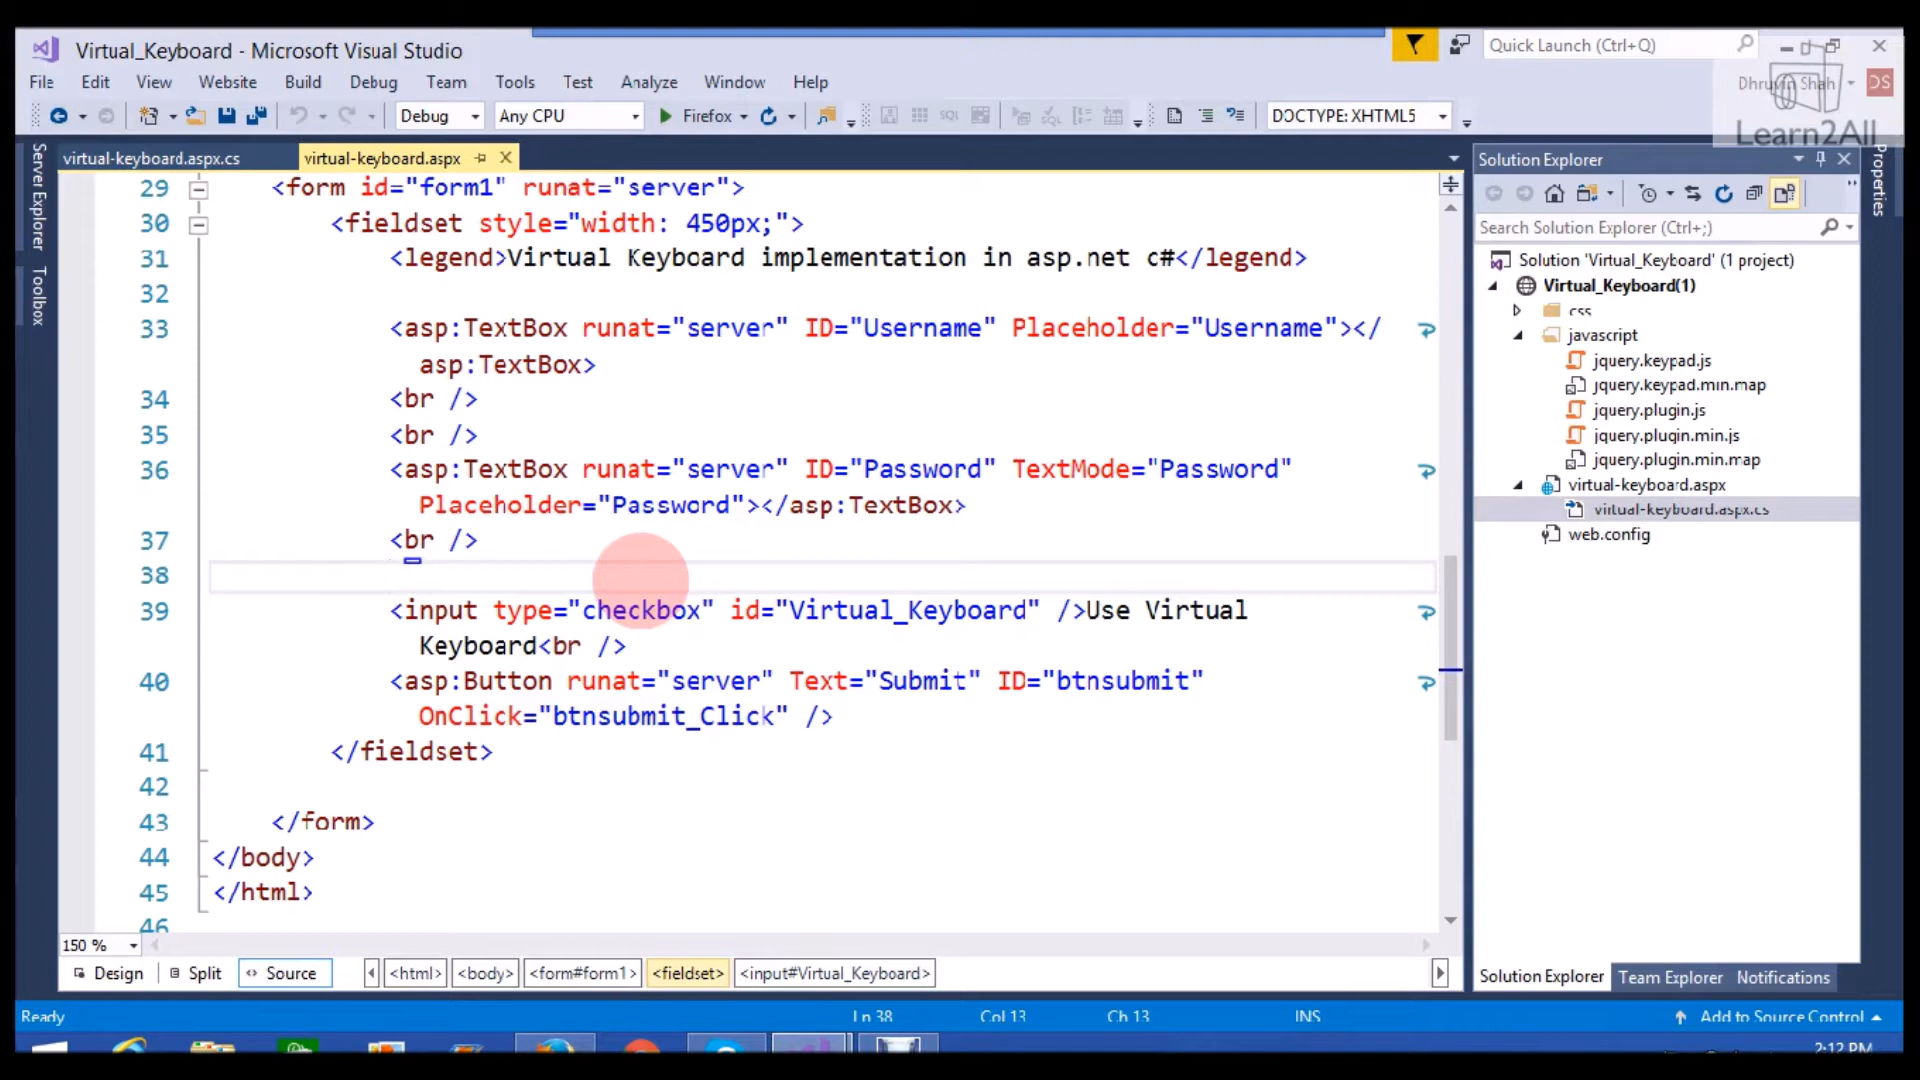 Virtual_Keyboard - Microsoft Visual Studio
Quick Launch (Ctrl+Q)
File Edit View Website Build Debug Team Tools Test Analyze Window Help
Dhruvin Shah DS
Learn2All
Debug Any CPU Firefox DOCTYPE: XHTML5
virtual-keyboard.aspx.cs virtual-keyboard.aspx
Server Explorer
Toolbox
29 <form id="form1" runat="server">
30 <fieldset style="width: 450px;">
31 <legend>Virtual Keyboard implementation in asp.net c#</legend>
32
33 <asp:TextBox runat="server" ID="Username" Placeholder="Username"></
asp:TextBox>
34 <br />
35 <br />
36 <asp:TextBox runat="server" ID="Password" TextMode="Password"
Placeholder="Password"></asp:TextBox>
37 <br />
38
39 <input type="checkbox" id="Virtual_Keyboard" />Use Virtual
Keyboard<br />
40 <asp:Button runat="server" Text="Submit" ID="btnsubmit"
OnClick="btnsubmit_Click" />
41 </fieldset>
42
43 </form>
44 </body>
45 </html>
46
150 %
Design Split Source <html> <body> <form#form1> <fieldset> <input#Virtual_Keyboard>
Solution Explorer
Search Solution Explorer (Ctrl+;)
Solution 'Virtual_Keyboard' (1 project)
Virtual_Keyboard(1)
css
javascript
jquery.keypad.js
jquery.keypad.min.map
jquery.plugin.js
jquery.plugin.min.js
jquery.plugin.min.map
virtual-keyboard.aspx
virtual-keyboard.aspx.cs
web.config
Solution Explorer Team Explorer Notifications
Properties
Ready Ln 38 Col 13 Ch 13 INS Add to Source Control
2:12 PM